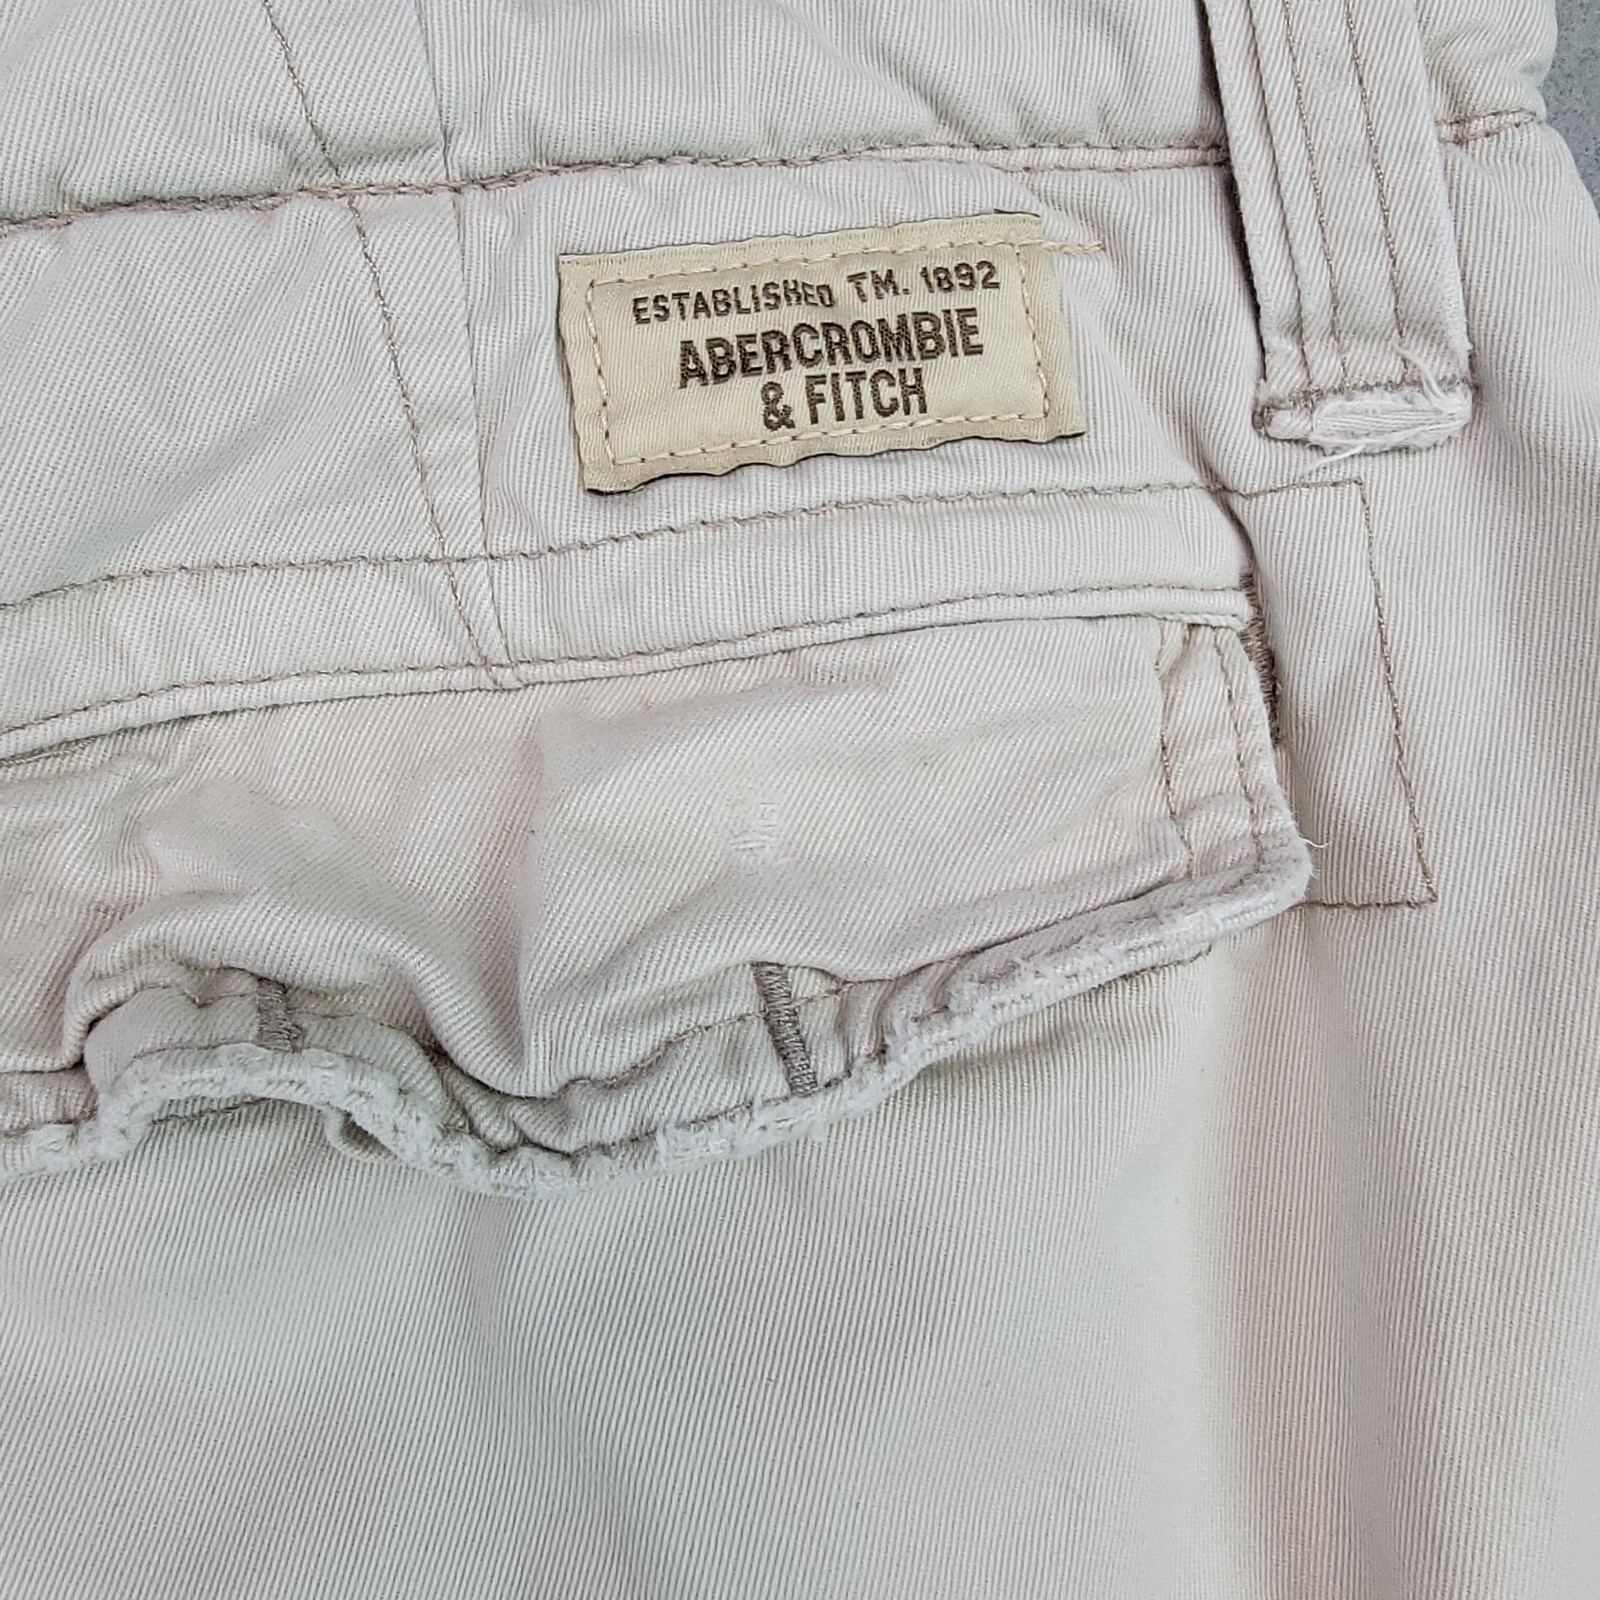 ESTABLISHED TM. 1892
ABERCROMBIE
& FITCH